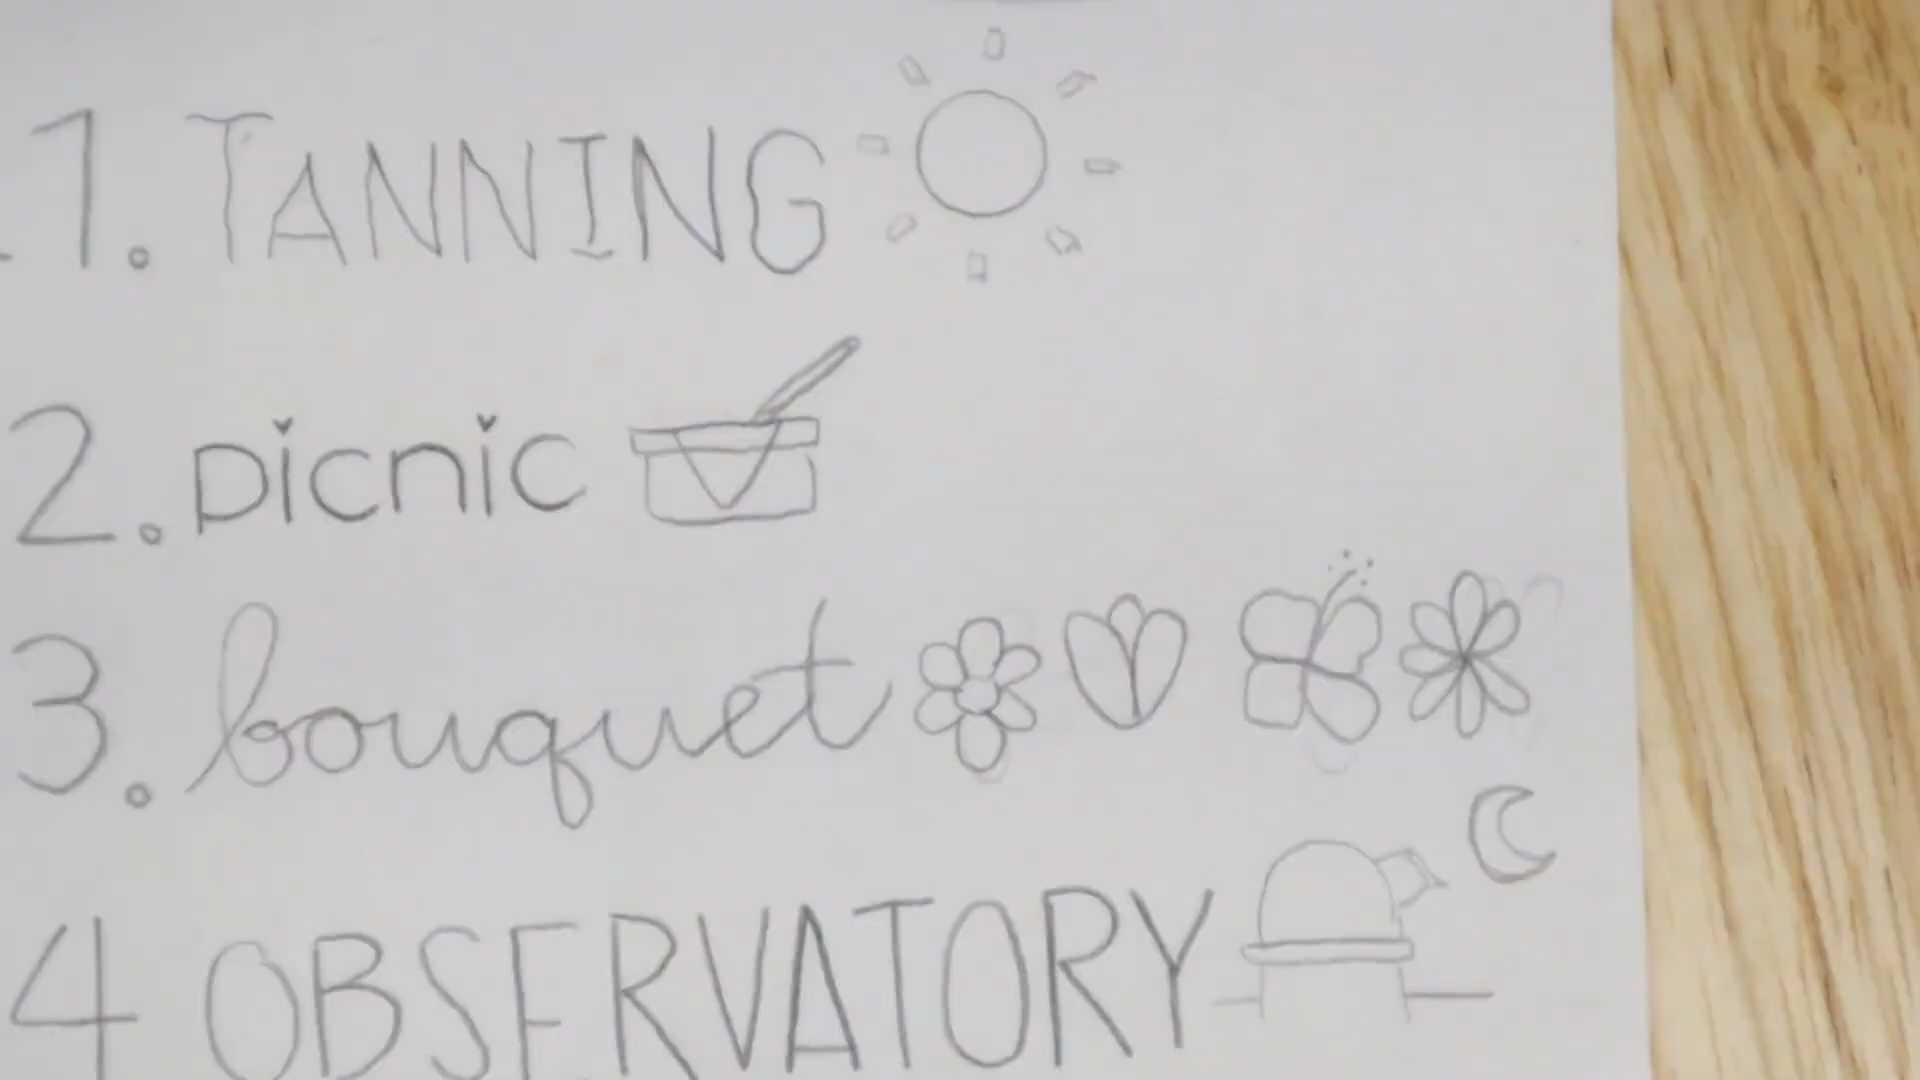 1. TANNING
2. picnic
3. bouquet
4 OBSERVATORY